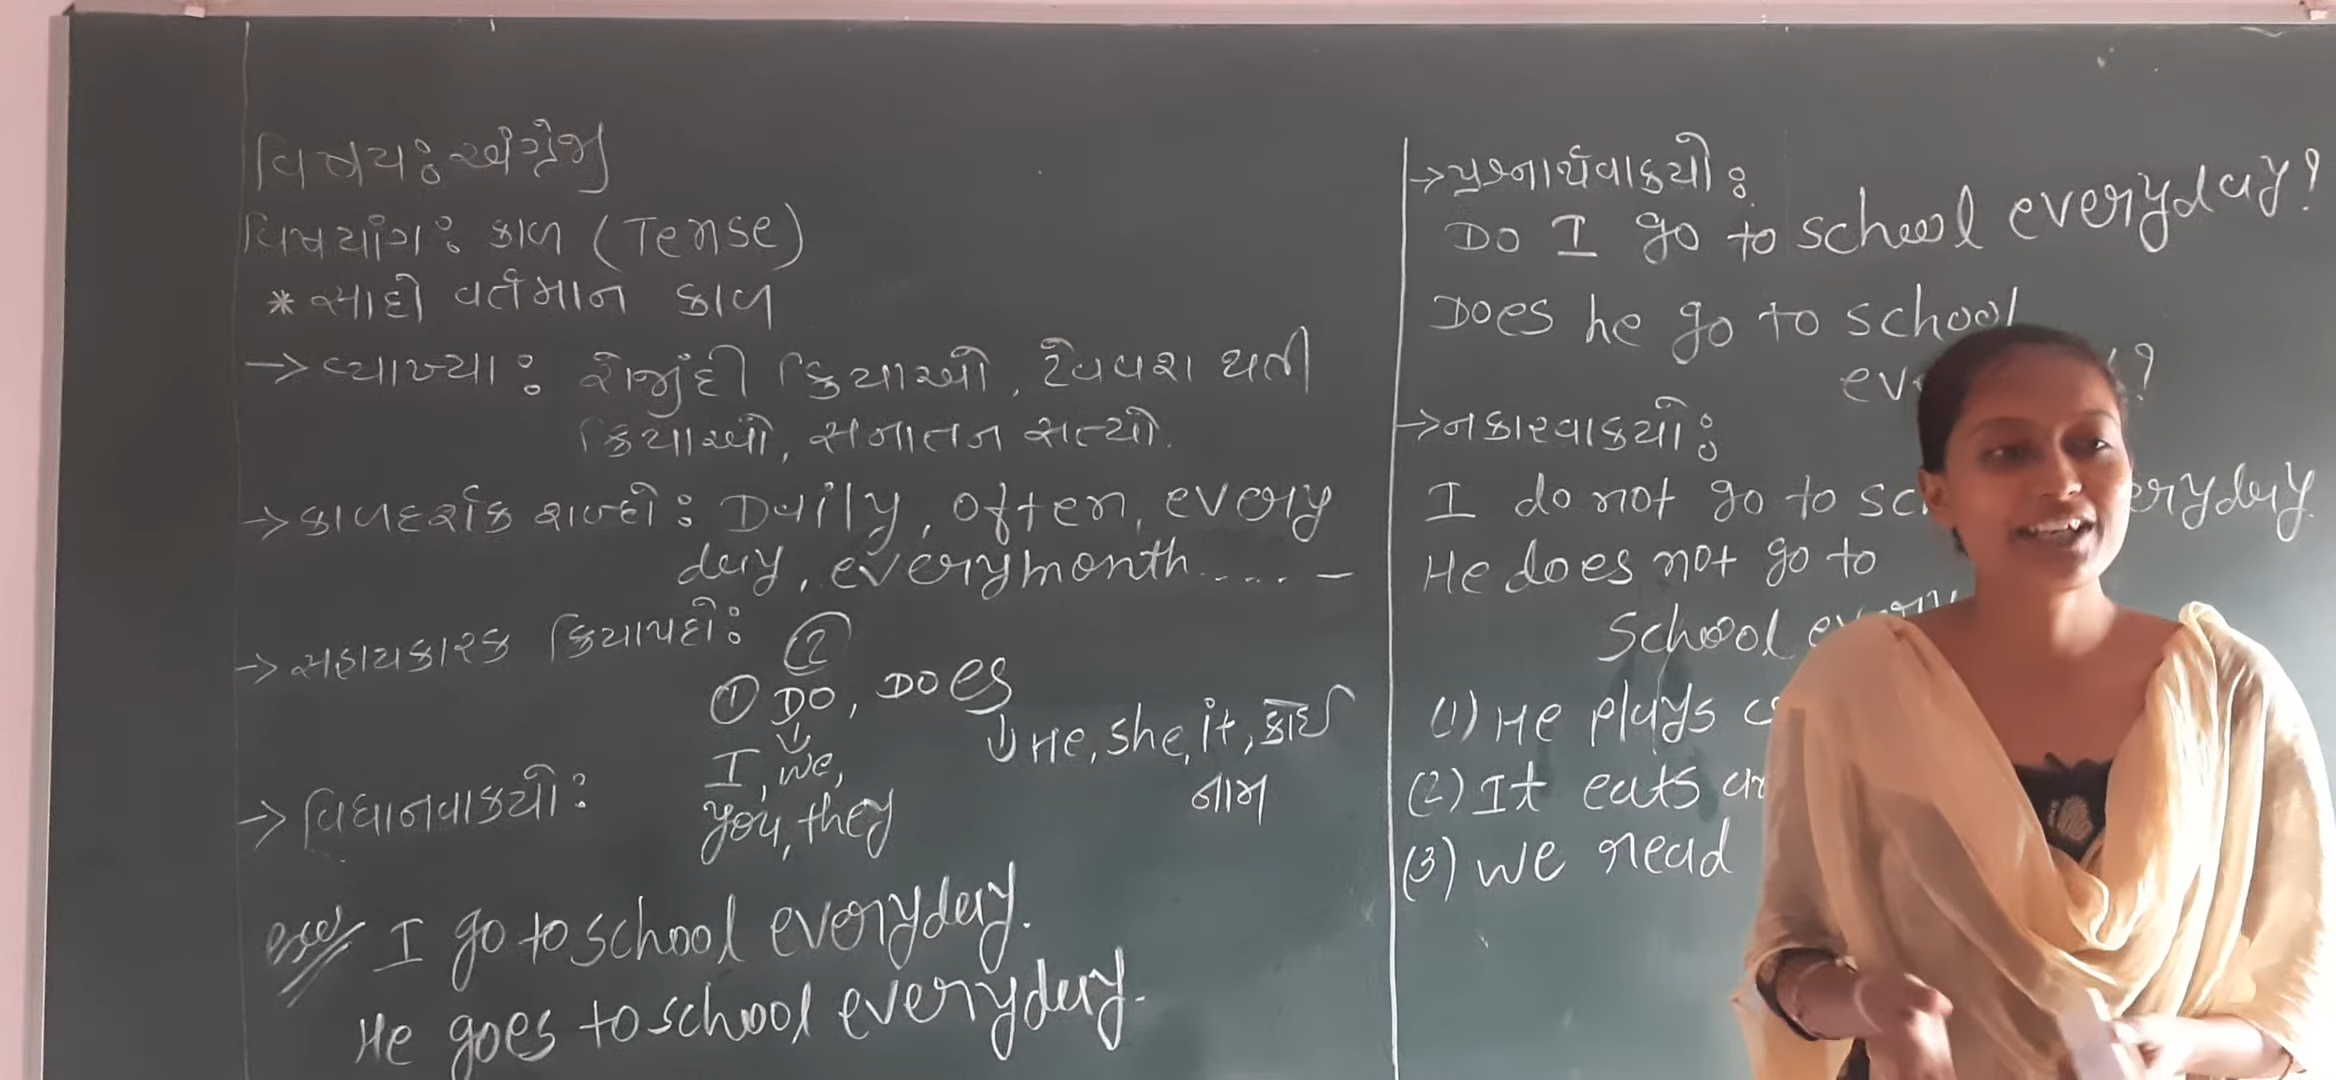 વિષય: અંગ્રેજી
વિષયાંગ: કાળ (Tense)
* સાદો વર્તમાન કાળ
→ વ્યાખ્યા: રોજીંદી ક્રિયાઓ, ટેવવશ થતી
ક્રિયાઓ, સનાતન સત્યો.
→ કાળદર્શક શબ્દો: Daily, often, every
day, everymonth.... –
→ સહાયકારક ક્રિયાપદો: (2)
① Do, Does
↓ ↓ He, she, it, કોઈ
I, we, નામ
you, they
→ વિધાનવાક્યો:
I go to school everyday.
He goes to school everyday.
→ પ્રશ્નાર્થવાક્યો:
Do I go to school everyday?
Does he go to school
?
→ નકારવાક્યો:
I do not go to
He does not go to
School
(1) He plays
(2) It eats
(3) we read